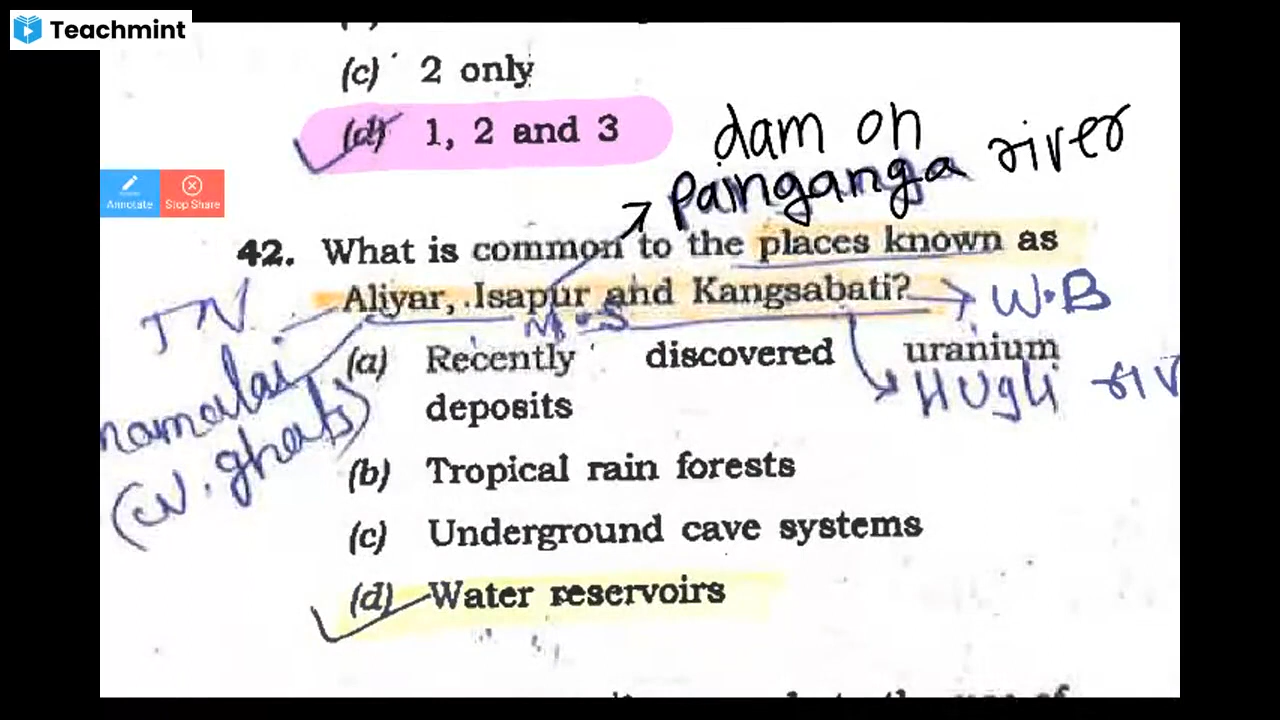 Teachmint
(c) 2 only
(d) 1, 2 and 3
dam on
Painganga river
Annotate
Stop Share
42. What is common to the places known as
Aliyar, Isapur and Kangsabati?
W.B
TN
M.S
(a) Recently discovered uranium
deposits
Hugli riv
(W. ghats)
(b) Tropical rain forests
(c) Underground cave systems
(d) Water reservoirs